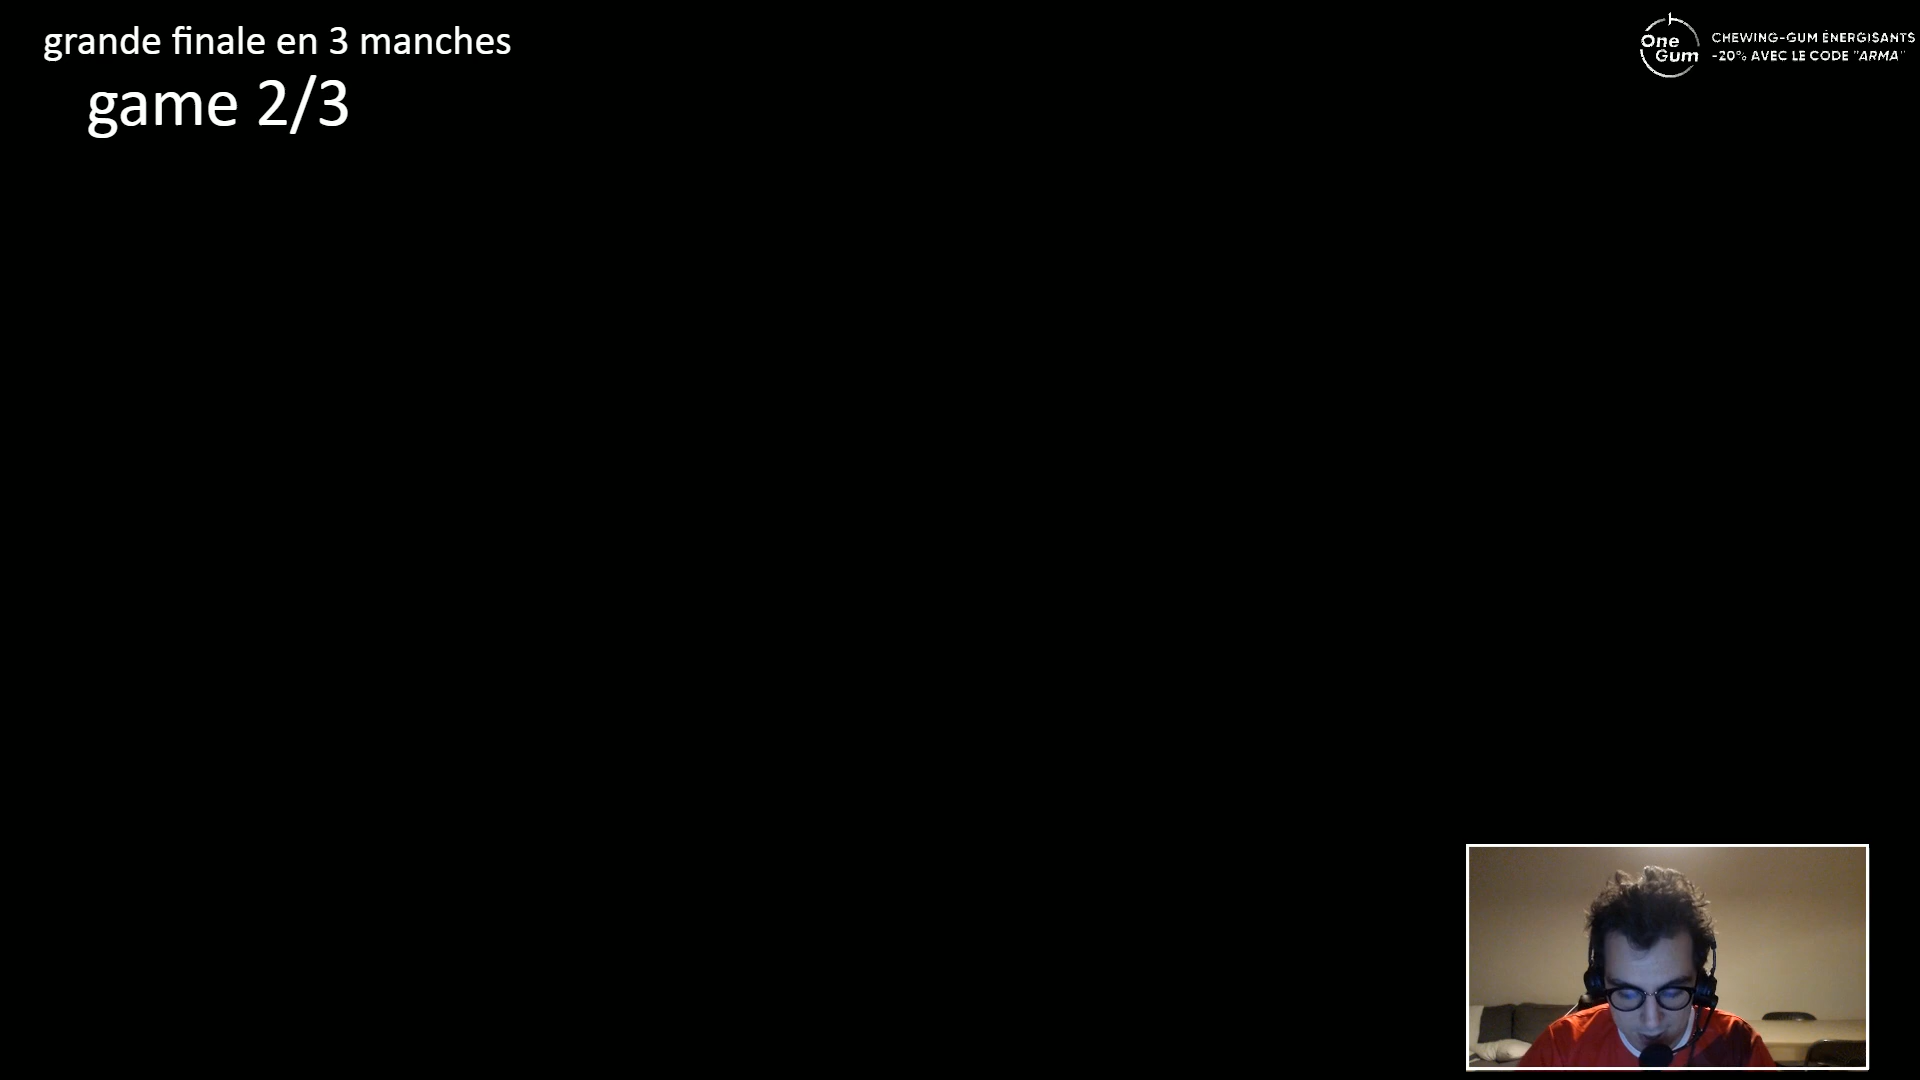 grande finale en 3 manches
game 2/3
One
Gum
CHEWING-GUM ÉNERGISANTS
-20% AVEC LE CODE "ARMA"